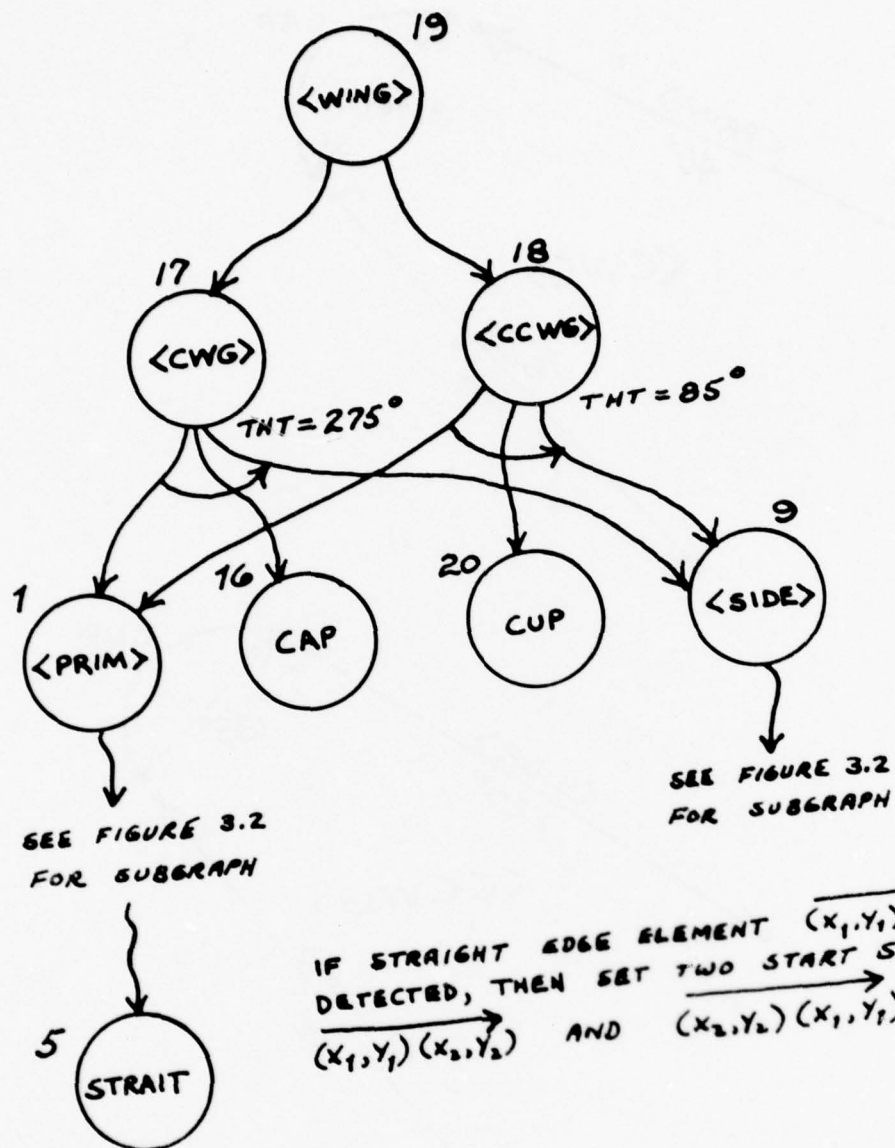 19
<WING>
17
<CWG>
18
<CCWG>
THT = 275°
THT = 85°
1
<PRIM>
16
CAP
20
CUP
9
<SIDE>
SEE FIGURE 3.2
FOR SUBGRAPH
SEE FIGURE 3.2
FOR SUBGRAPH
IF STRAIGHT EDGE ELEMENT (X₁,Y₁)
DETECTED, THEN SET TWO START S
(X₁,Y₁)(X₂,Y₂) AND (X₂,Y₂)(X₁,Y₁)
5
STRAIT